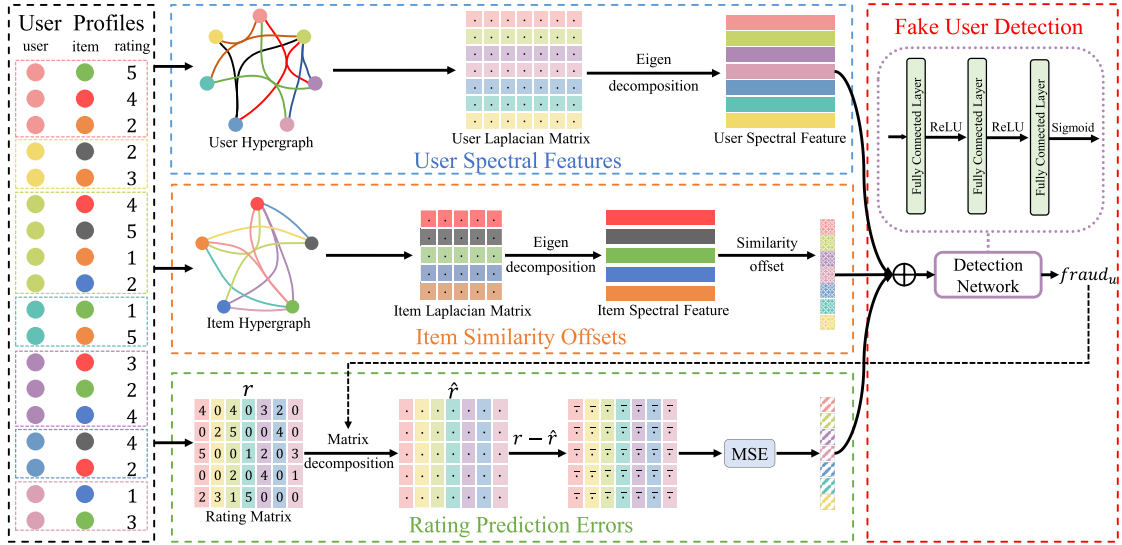 User Profiles
user item rating
5
4
2
2
3
4
5
1
2
1
5
3
2
4
4
2
1
3
User Hypergraph
User Laplacian Matrix
Eigen
decomposition
User Spectral Feature
User Spectral Features
Item Hypergraph
Item Laplacian Matrix
Eigen
decomposition
Item Spectral Feature
Similarity
offset
Item Similarity Offsets
r
4 0 4 0 3 2 0
0 2 5 0 0 4 0
5 0 0 1 2 0 3
0 0 2 0 4 0 1
2 3 1 5 0 0 0
Rating Matrix
Matrix
decomposition
r̂
r − r̂
MSE
Rating Prediction Errors
Fake User Detection
Fully Connected Layer
ReLU
Fully Connected Layer
ReLU
Fully Connected Layer
Sigmoid
Detection
Network
fraud_u